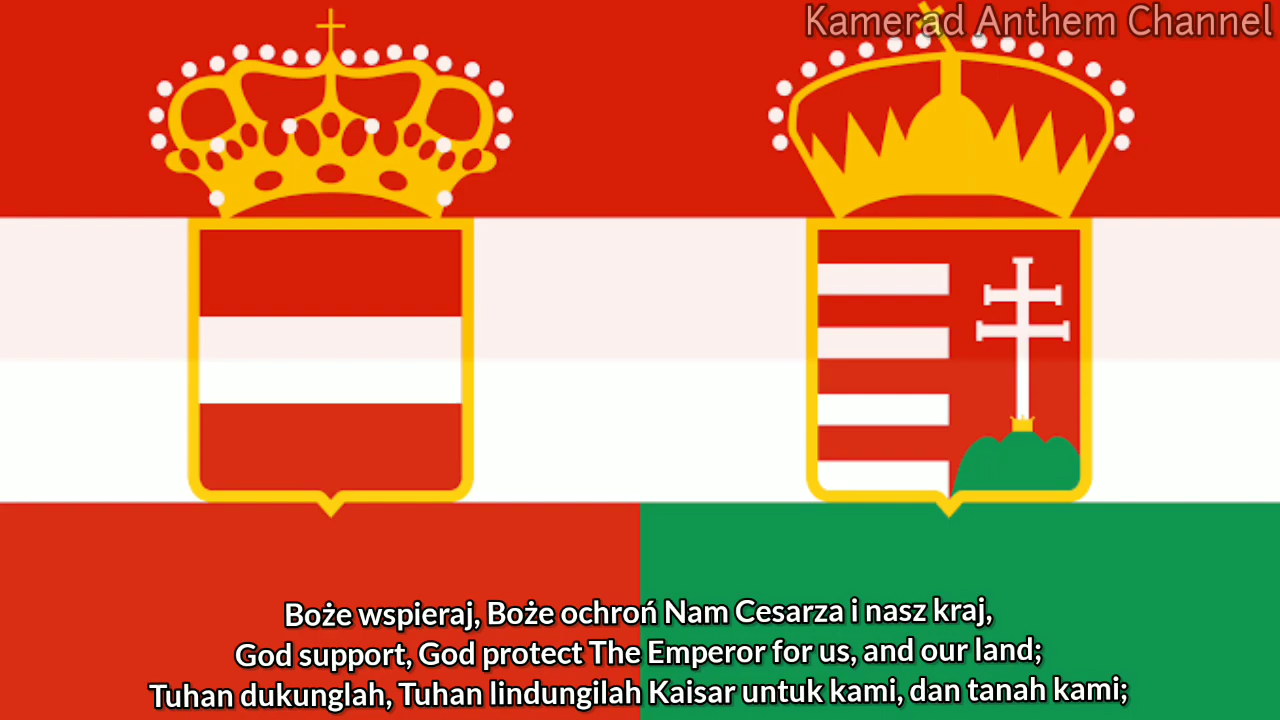 Kamerad Anthem Channel
Boże wspieraj, Boże ochroń Nam Cesarza i nasz kraj,
God support, God protect The Emperor for us, and our land;
Tuhan dukunglah, Tuhan lindungilah Kaisar untuk kami, dan tanah kami;